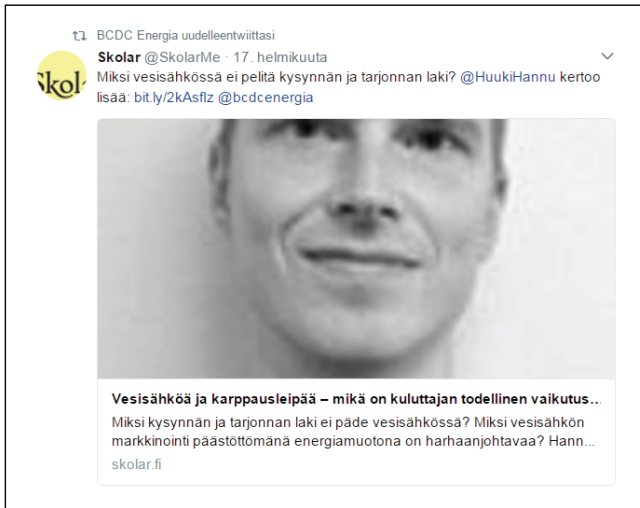 BCDC Energia uudelleentwiittasi
Skolar @SkolarMe · 17. helmikuuta
Skol
Miksi vesisähkössä ei pelitä kysynnän ja tarjonnan laki? @HuukiHannu kertoo
lisää: bit.ly/2kAsflz @bcdcenergia
Vesisähköä ja karppausleipää – mikä on kuluttajan todellinen vaikutus...
Miksi kysynnän ja tarjonnan laki ei päde vesisähkössä? Miksi vesisähkön
markkinointi päästöttömänä energiamuotona on harhaanjohtavaa? Hann...
skolar.fi